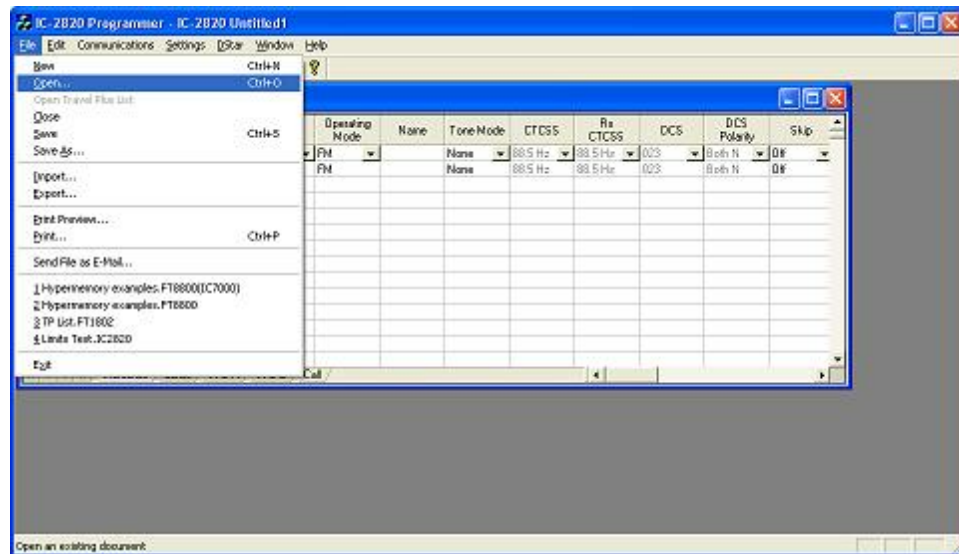 IC-2820 Programmer - IC-2820 Untitled1
File Edit Communications Settings DStar Window Help
New Ctrl+N
Open... Ctrl+O
Open Travel Plus List
Close
Save Ctrl+S
Save As...
Import...
Export...
Print Preview...
Print... Ctrl+P
Send File as E-Mail...
1 Hypermemory examples.FT8800(IC7000)
2 Hypermemory examples.FT8800
3 TP List.FT1802
4 Limits Test.IC2820
Exit
Operating Mode Name Tone Mode CTCSS Rx CTCSS DCS DCS Polarity Skip
FM None 88.5 Hz 88.5 Hz 023 Both N Off
FM None 88.5 Hz 88.5 Hz 023 Both N Off
Call
Open an existing document